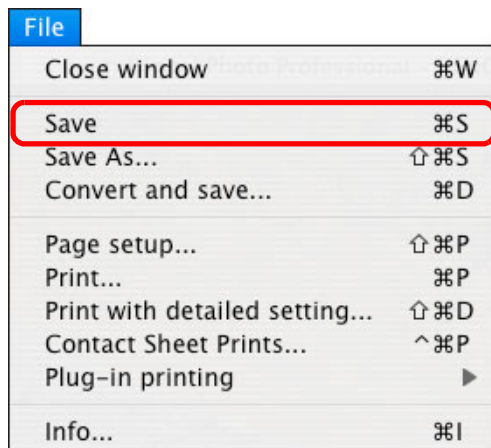 File
Close window ⌘W
Save ⌘S
Save As... ⇧⌘S
Convert and save... ⌘D
Page setup... ⇧⌘P
Print... ⌘P
Print with detailed setting... ⇧⌘D
Contact Sheet Prints... ^⌘P
Plug-in printing ▶
Info... ⌘I